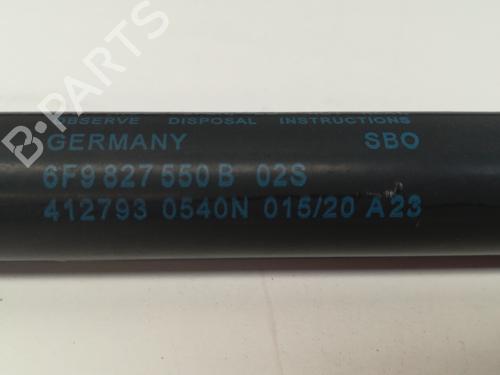 OBSERVE DISPOSAL INSTRUCTIONS
GERMANY SBO
6F9 827 550 B 02S
412793 0540N 015/20 A23
B-PARTS